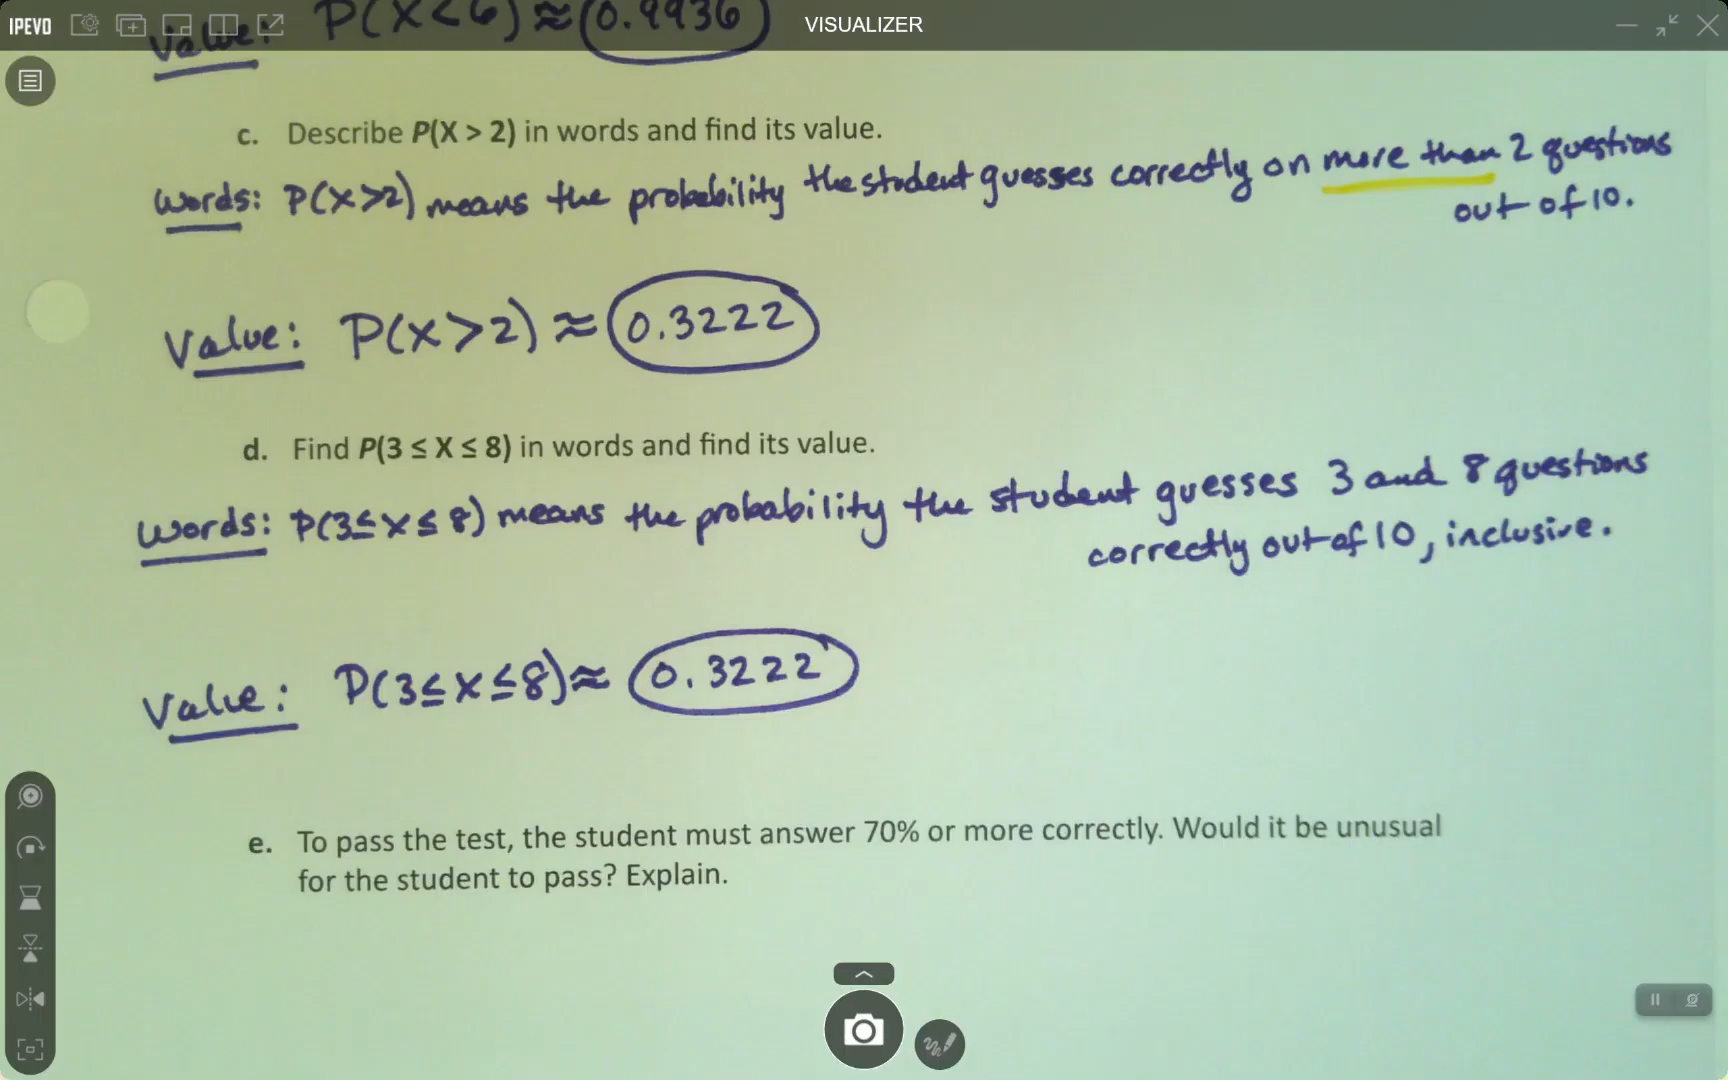 IPEVO
VISUALIZER
Value: P(X<6) ≈ 0.9936
c. Describe P(X > 2) in words and find its value.
Words: P(X>2) means the probability the student guesses correctly on more than 2 questions
out of 10.
Value: P(X>2) ≈ 0.3222
d. Find P(3 ≤ X ≤ 8) in words and find its value.
Words: P(3≤X≤8) means the probability the student guesses 3 and 8 questions
correctly out of 10, inclusive.
Value: P(3≤X≤8) ≈ 0.3222
e. To pass the test, the student must answer 70% or more correctly. Would it be unusual
for the student to pass? Explain.